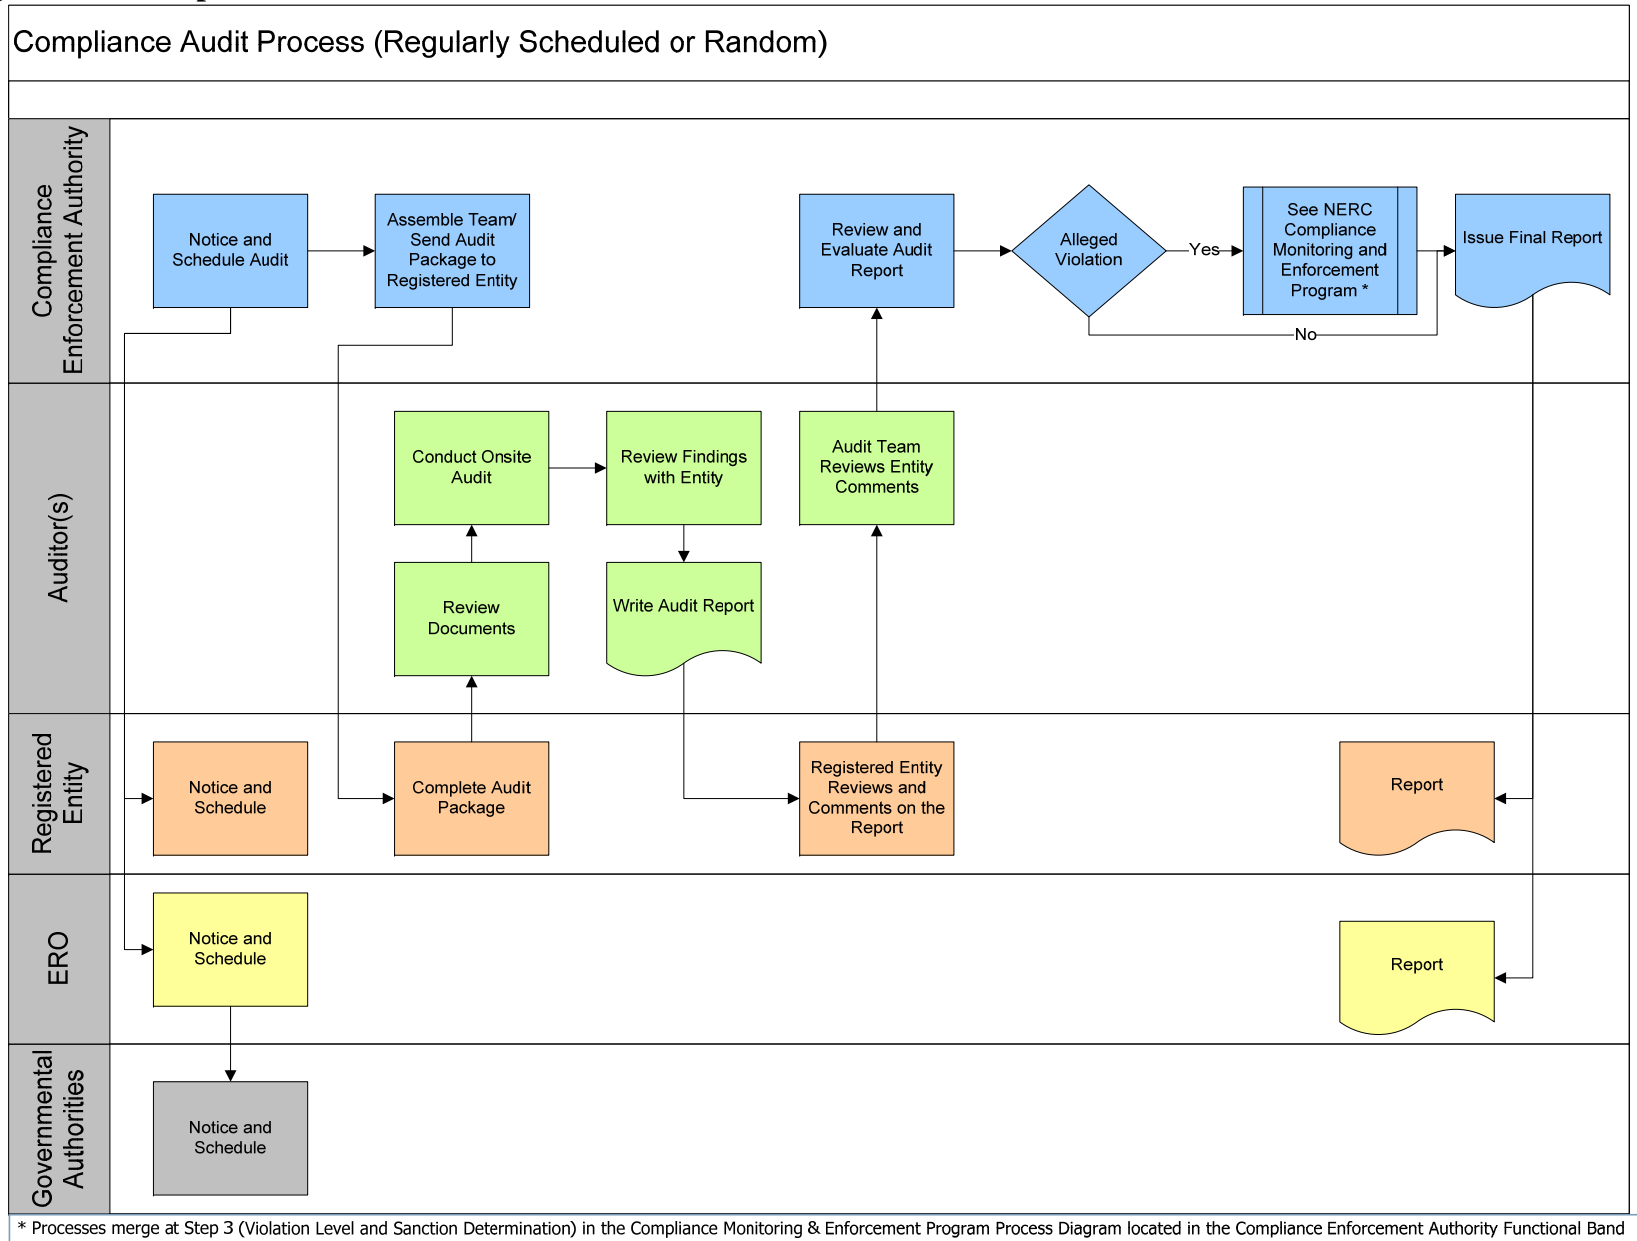 Compliance Audit Process (Regularly Scheduled or Random)
Compliance
Enforcement Authority
Notice and
Schedule Audit
Assemble Team/
Send Audit
Package to
Registered Entity
Review and
Evaluate Audit
Report
Alleged
Violation
Yes
No
See NERC
Compliance
Monitoring and
Enforcement
Program *
Issue Final Report
Auditor(s)
Conduct Onsite
Audit
Review Findings
with Entity
Audit Team
Reviews Entity
Comments
Review
Documents
Write Audit Report
Registered
Entity
Notice and
Schedule
Complete Audit
Package
Registered Entity
Reviews and
Comments on the
Report
Report
ERO
Notice and
Schedule
Report
Governmental
Authorities
Notice and
Schedule
* Processes merge at Step 3 (Violation Level and Sanction Determination) in the Compliance Monitoring & Enforcement Program Process Diagram located in the Compliance Enforcement Authority Functional Band